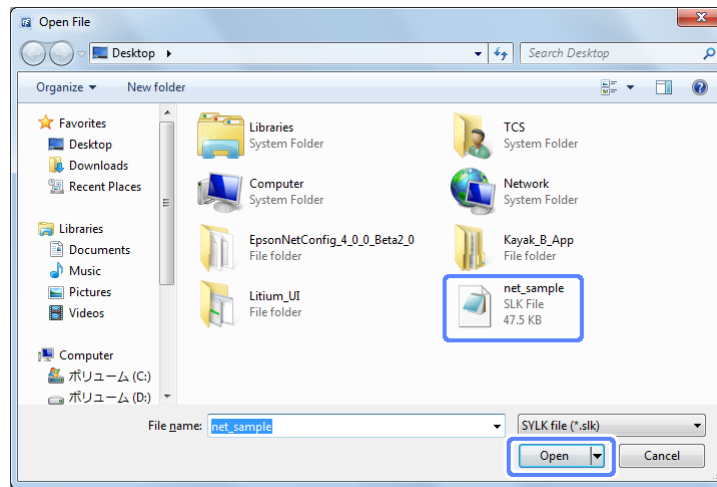 Open File
Desktop
Search Desktop
Organize
New folder
Favorites
Desktop
Downloads
Recent Places
Libraries
Documents
Music
Pictures
Videos
Computer
ボリューム (C:)
ボリューム (D:)
Libraries
System Folder
TCS
System Folder
Computer
System Folder
Network
System Folder
EpsonNetConfig_4_0_0_Beta2_0
File folder
Kayak_B_App
File folder
Litium_UI
File folder
net_sample
SLK File
47.5 KB
File name:
net_sample
SYLK file (*.slk)
Open
Cancel